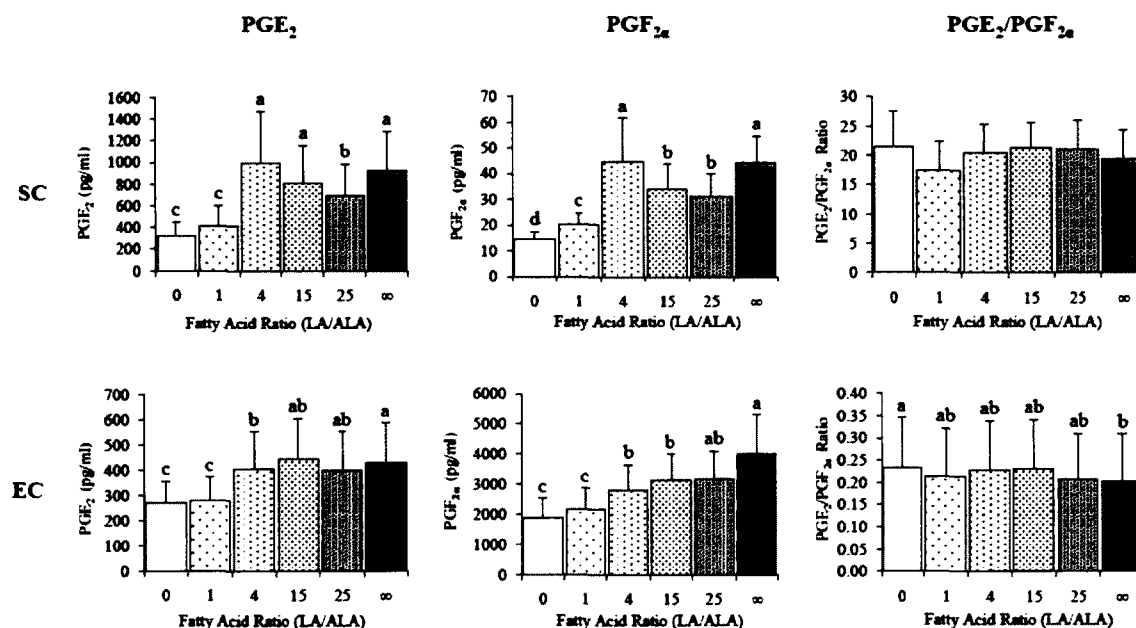 PGE₂ PGF₂α PGE₂/PGF₂α
SC
PGE₂ (pg/ml)
1600
1400
1200
1000
800
600
400
200
0
c c a a b a
0 1 4 15 25 ∞
Fatty Acid Ratio (LA/ALA)
PGF₂α (pg/ml)
70
60
50
40
30
20
10
0
d c a b b a
0 1 4 15 25 ∞
Fatty Acid Ratio (LA/ALA)
PGE₂/PGF₂α Ratio
30
25
20
15
10
5
0
0 1 4 15 25 ∞
Fatty Acid Ratio (LA/ALA)
EC
PGE₂ (pg/ml)
700
600
500
400
300
200
100
0
c c b ab ab a
0 1 4 15 25 ∞
Fatty Acid Ratio (LA/ALA)
PGF₂α (pg/ml)
6000
5000
4000
3000
2000
1000
0
c c b b ab a
0 1 4 15 25 ∞
Fatty Acid Ratio (LA/ALA)
PGE₂/PGF₂α Ratio
0.40
0.35
0.30
0.25
0.20
0.15
0.10
0.05
0.00
a ab ab ab ab b
0 1 4 15 25 ∞
Fatty Acid Ratio (LA/ALA)